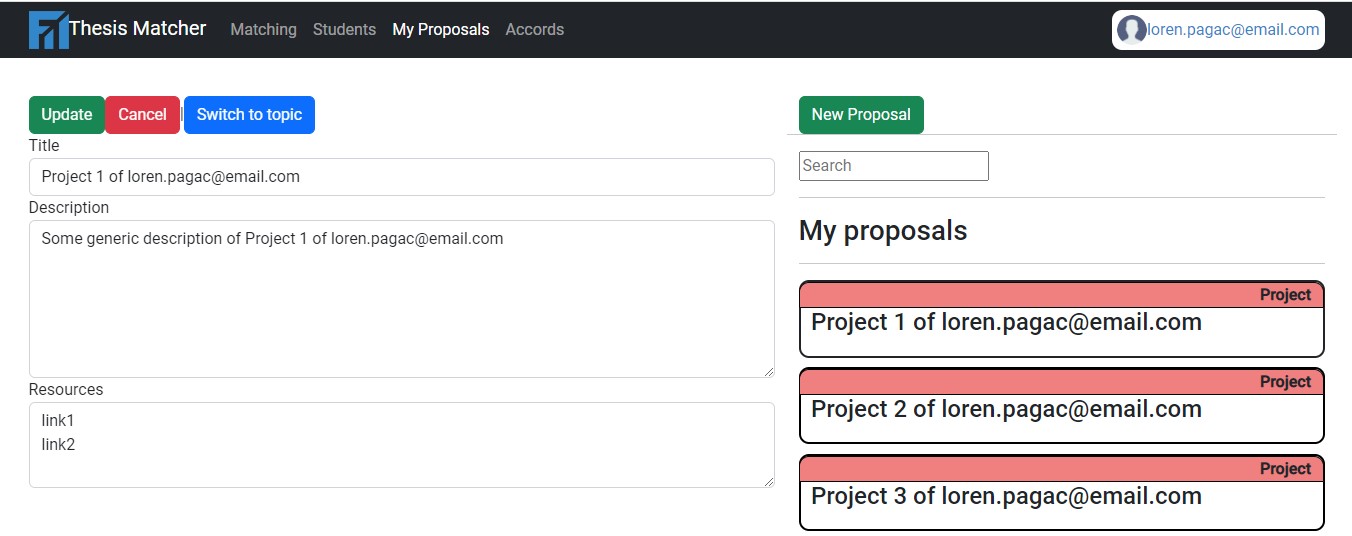 Thesis Matcher Matching Students My Proposals Accords loren.pagac@email.com
Update Cancel | Switch to topic
Title
Project 1 of loren.pagac@email.com
Description
Some generic description of Project 1 of loren.pagac@email.com
Resources
link1
link2
New Proposal
Search
My proposals
Project
Project 1 of loren.pagac@email.com
Project
Project 2 of loren.pagac@email.com
Project
Project 3 of loren.pagac@email.com